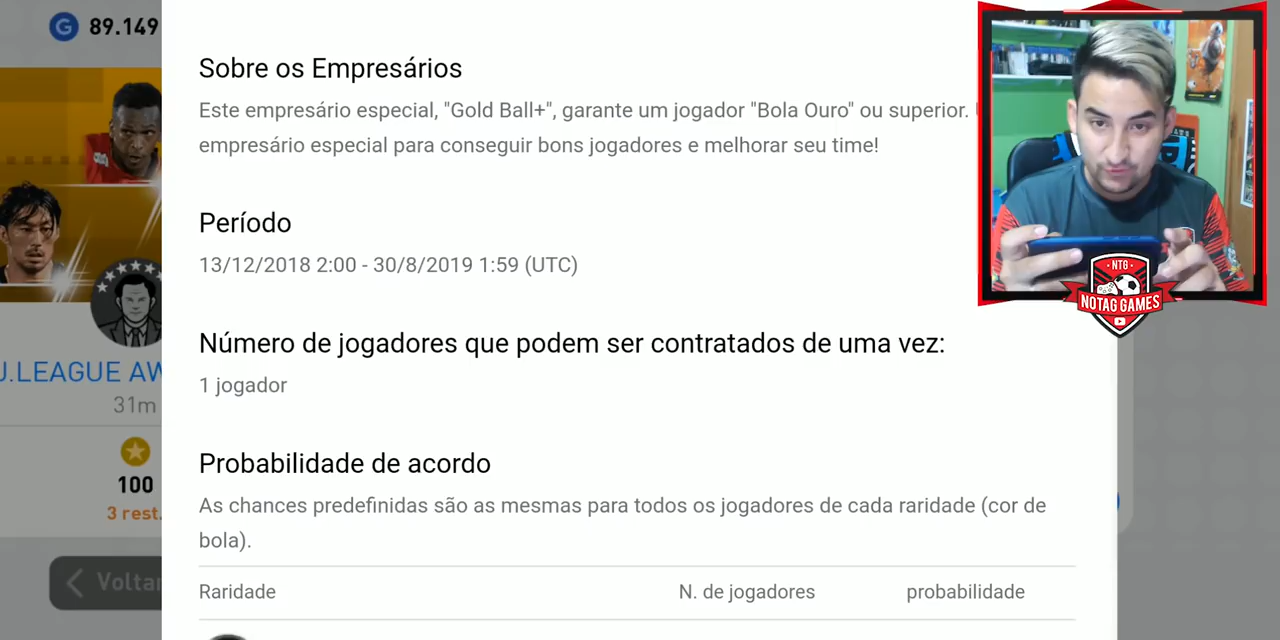 89.149
Sobre os Empresários
Este empresário especial, "Gold Ball+", garante um jogador "Bola Ouro" ou superior.
empresário especial para conseguir bons jogadores e melhorar seu time!
Período
13/12/2018 2:00 - 30/8/2019 1:59 (UTC)
Número de jogadores que podem ser contratados de uma vez:
1 jogador
Probabilidade de acordo
As chances predefinidas são as mesmas para todos os jogadores de cada raridade (cor de
bola).
Raridade N. de jogadores probabilidade
J.LEAGUE AW
31m
100
3 rest.
Voltar
NTG
NOTAG GAMES